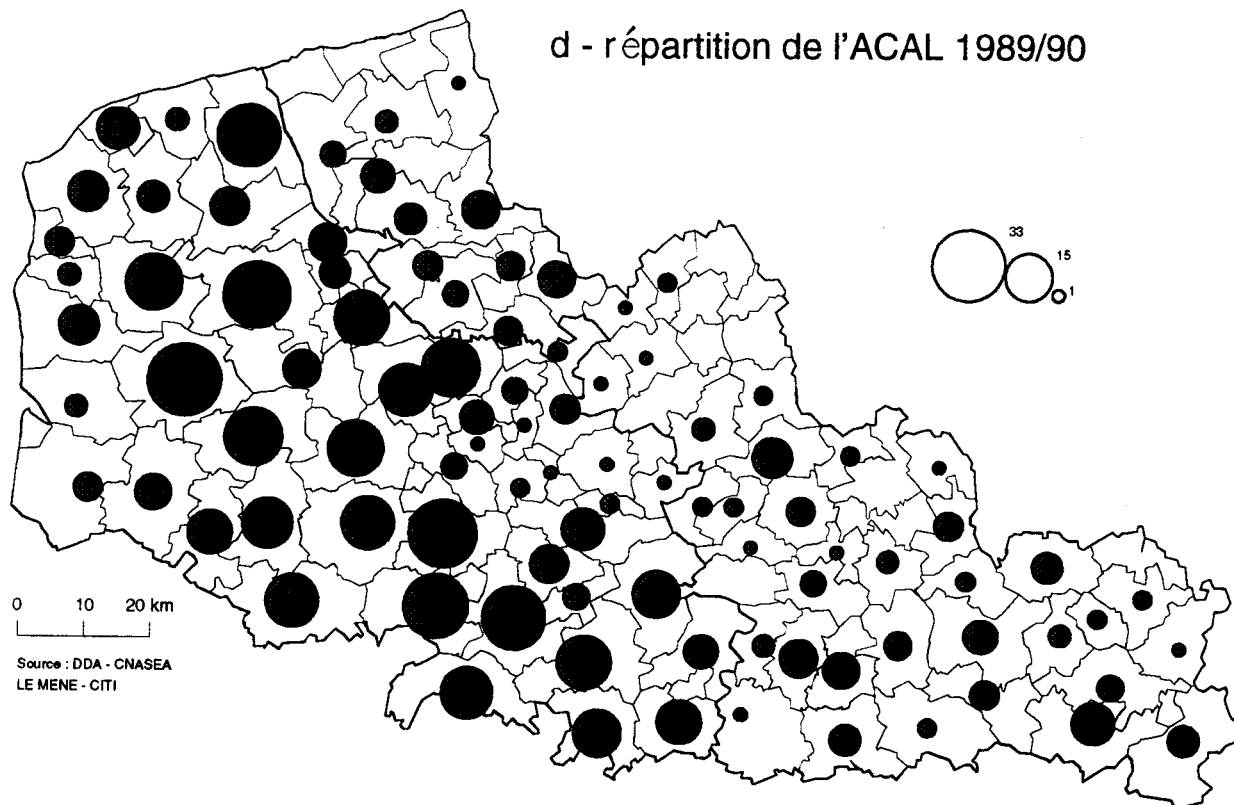 d - répartition de l'ACAL 1989/90
33
15
1
0 10 20 km
Source : DDA - CNASEA
LE MENE - CITI